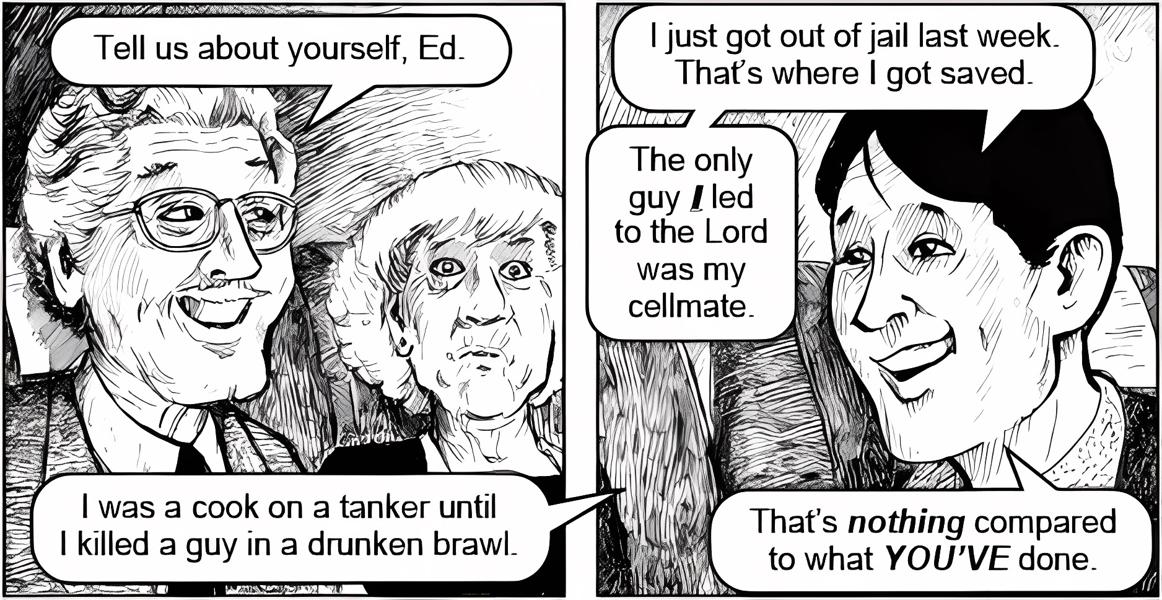 Tell us about yourself, Ed.
I was a cook on a tanker until
I killed a guy in a drunken brawl.
I just got out of jail last week.
That's where I got saved.
The only
guy I led
to the Lord
was my
cellmate.
That's nothing compared
to what YOU'VE done.